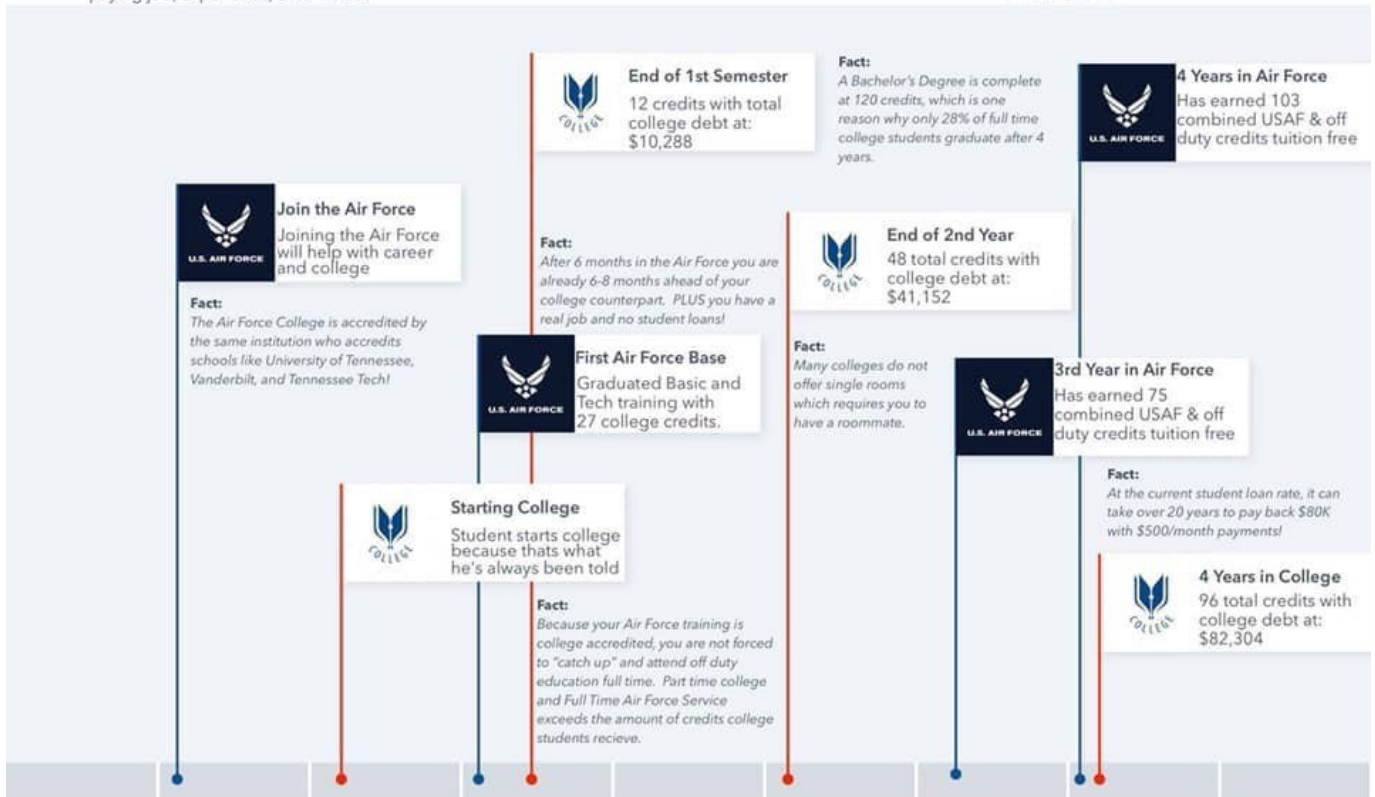 End of 1st Semester
12 credits with total
college debt at:
$10,288
COLLEGE
Fact:
A Bachelor's Degree is complete
at 120 credits, which is one
reason why only 28% of full time
college students graduate after 4
years.
4 Years in Air Force
Has earned 103
combined USAF & off
duty credits tuition free
U.S. AIR FORCE
Join the Air Force
Joining the Air Force
will help with career
and college
U.S. AIR FORCE
Fact:
The Air Force College is accredited by
the same institution who accredits
schools like University of Tennessee,
Vanderbilt, and Tennessee Tech!
Fact:
After 6 months in the Air Force you are
already 6-8 months ahead of your
college counterpart. PLUS you have a
real job and no student loans!
End of 2nd Year
48 total credits with
college debt at:
$41,152
COLLEGE
First Air Force Base
Graduated Basic and
Tech training with
27 college credits.
U.S. AIR FORCE
Fact:
Many colleges do not
offer single rooms
which requires you to
have a roommate.
3rd Year in Air Force
Has earned 75
combined USAF & off
duty credits tuition free
U.S. AIR FORCE
Starting College
Student starts college
because thats what
he's always been told
COLLEGE
Fact:
At the current student loan rate, it can
take over 20 years to pay back $80K
with $500/month payments!
4 Years in College
96 total credits with
college debt at:
$82,304
COLLEGE
Fact:
Because your Air Force training is
college accredited, you are not forced
to "catch up" and attend off duty
education full time. Part time college
and Full Time Air Force Service
exceeds the amount of credits college
students recieve.